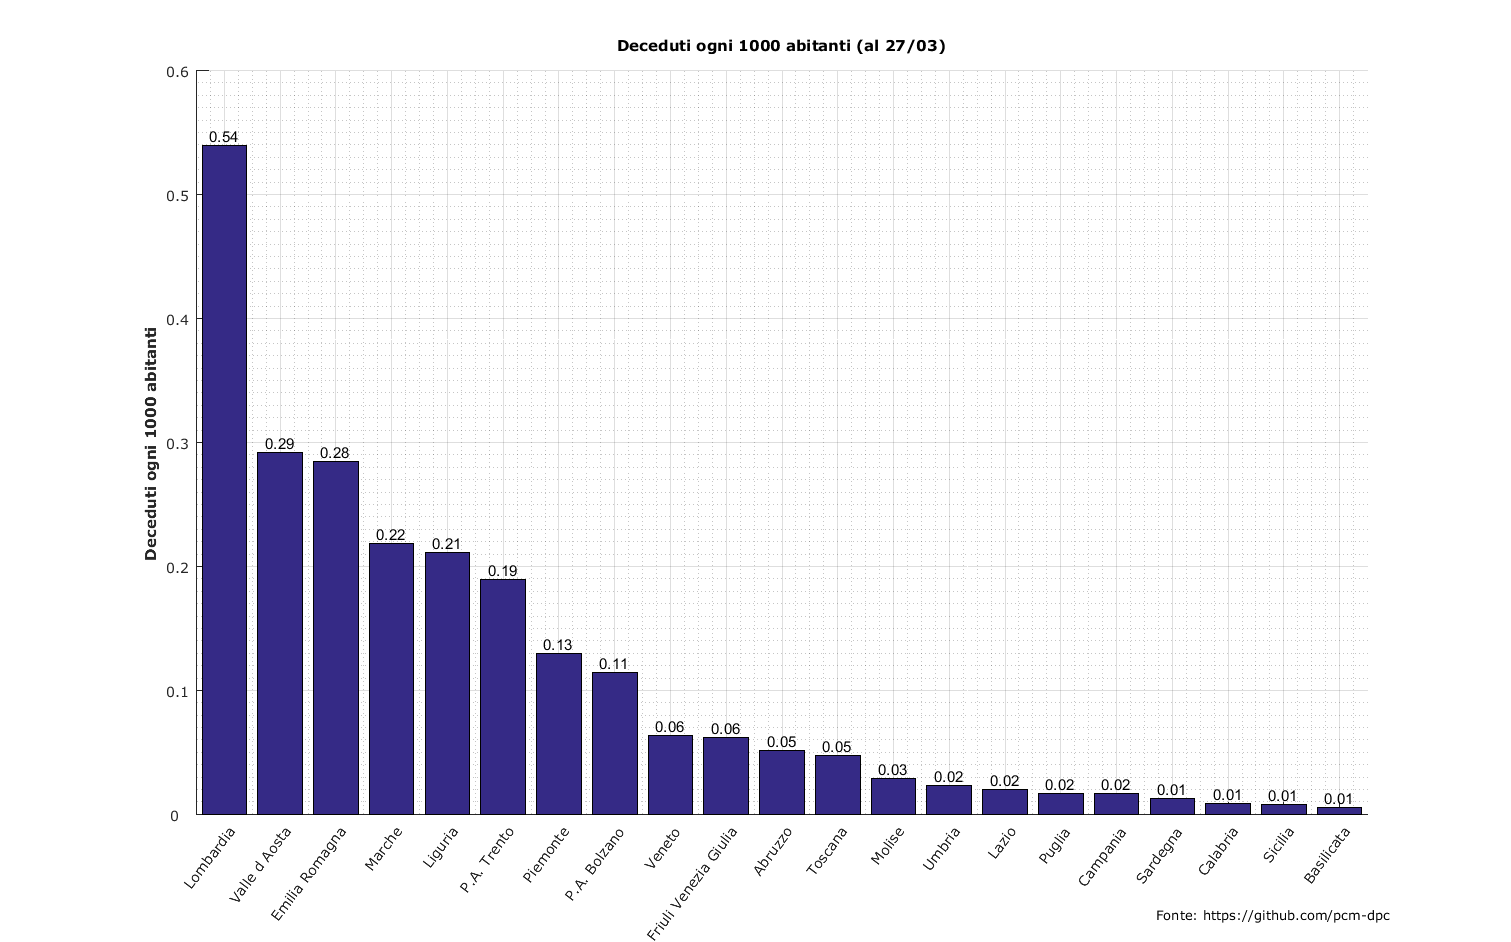 Deceduti ogni 1000 abitanti (al 27/03)
Deceduti ogni 1000 abitanti
0.6
0.5
0.4
0.3
0.2
0.1
0
0.54
0.29
0.28
0.22
0.21
0.19
0.13
0.11
0.06
0.06
0.05
0.05
0.03
0.02
0.02
0.02
0.02
0.01
0.01
0.01
0.01
Lombardia
Valle d Aosta
Emilia Romagna
Marche
Liguria
P.A. Trento
Piemonte
P.A. Bolzano
Veneto
Friuli Venezia Giulia
Abruzzo
Toscana
Molise
Umbria
Lazio
Puglia
Campania
Sardegna
Calabria
Sicilia
Basilicata
Fonte: https://github.com/pcm-dpc